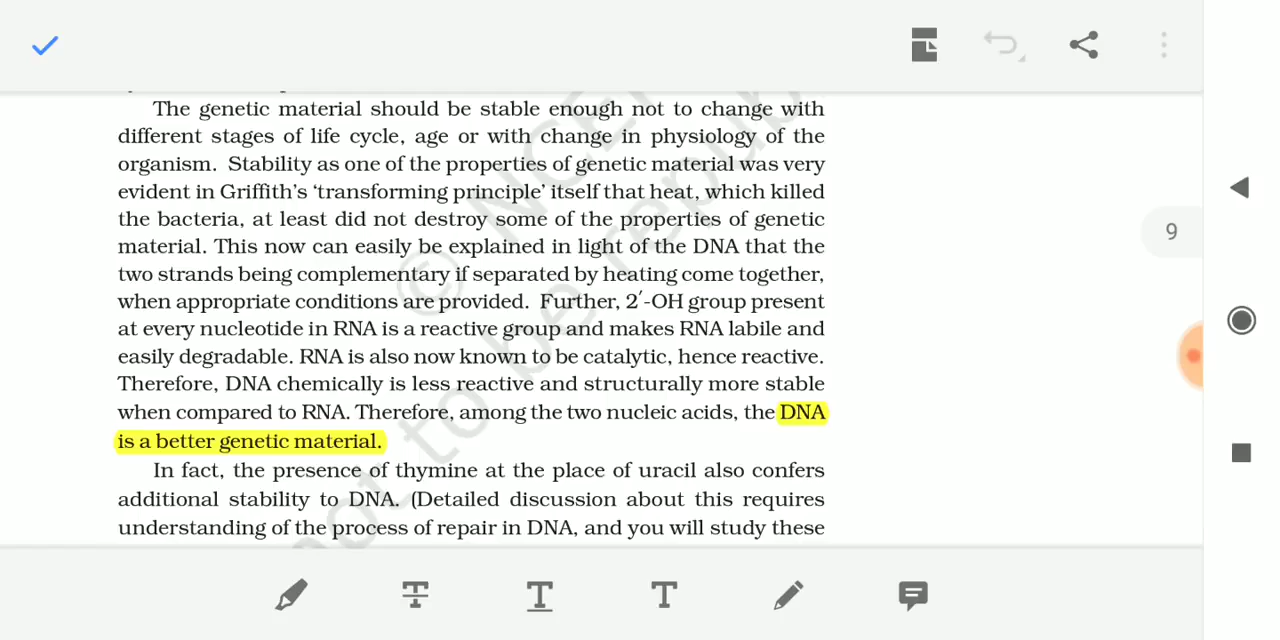 The genetic material should be stable enough not to change with
different stages of life cycle, age or with change in physiology of the
organism. Stability as one of the properties of genetic material was very
evident in Griffith's 'transforming principle' itself that heat, which killed
the bacteria, at least did not destroy some of the properties of genetic
material. This now can easily be explained in light of the DNA that the
two strands being complementary if separated by heating come together,
when appropriate conditions are provided. Further, 2′-OH group present
at every nucleotide in RNA is a reactive group and makes RNA labile and
easily degradable. RNA is also now known to be catalytic, hence reactive.
Therefore, DNA chemically is less reactive and structurally more stable
when compared to RNA. Therefore, among the two nucleic acids, the DNA
is a better genetic material.
In fact, the presence of thymine at the place of uracil also confers
additional stability to DNA. (Detailed discussion about this requires
understanding of the process of repair in DNA, and you will study these
9
T
T
T
© NCE
not to be republ